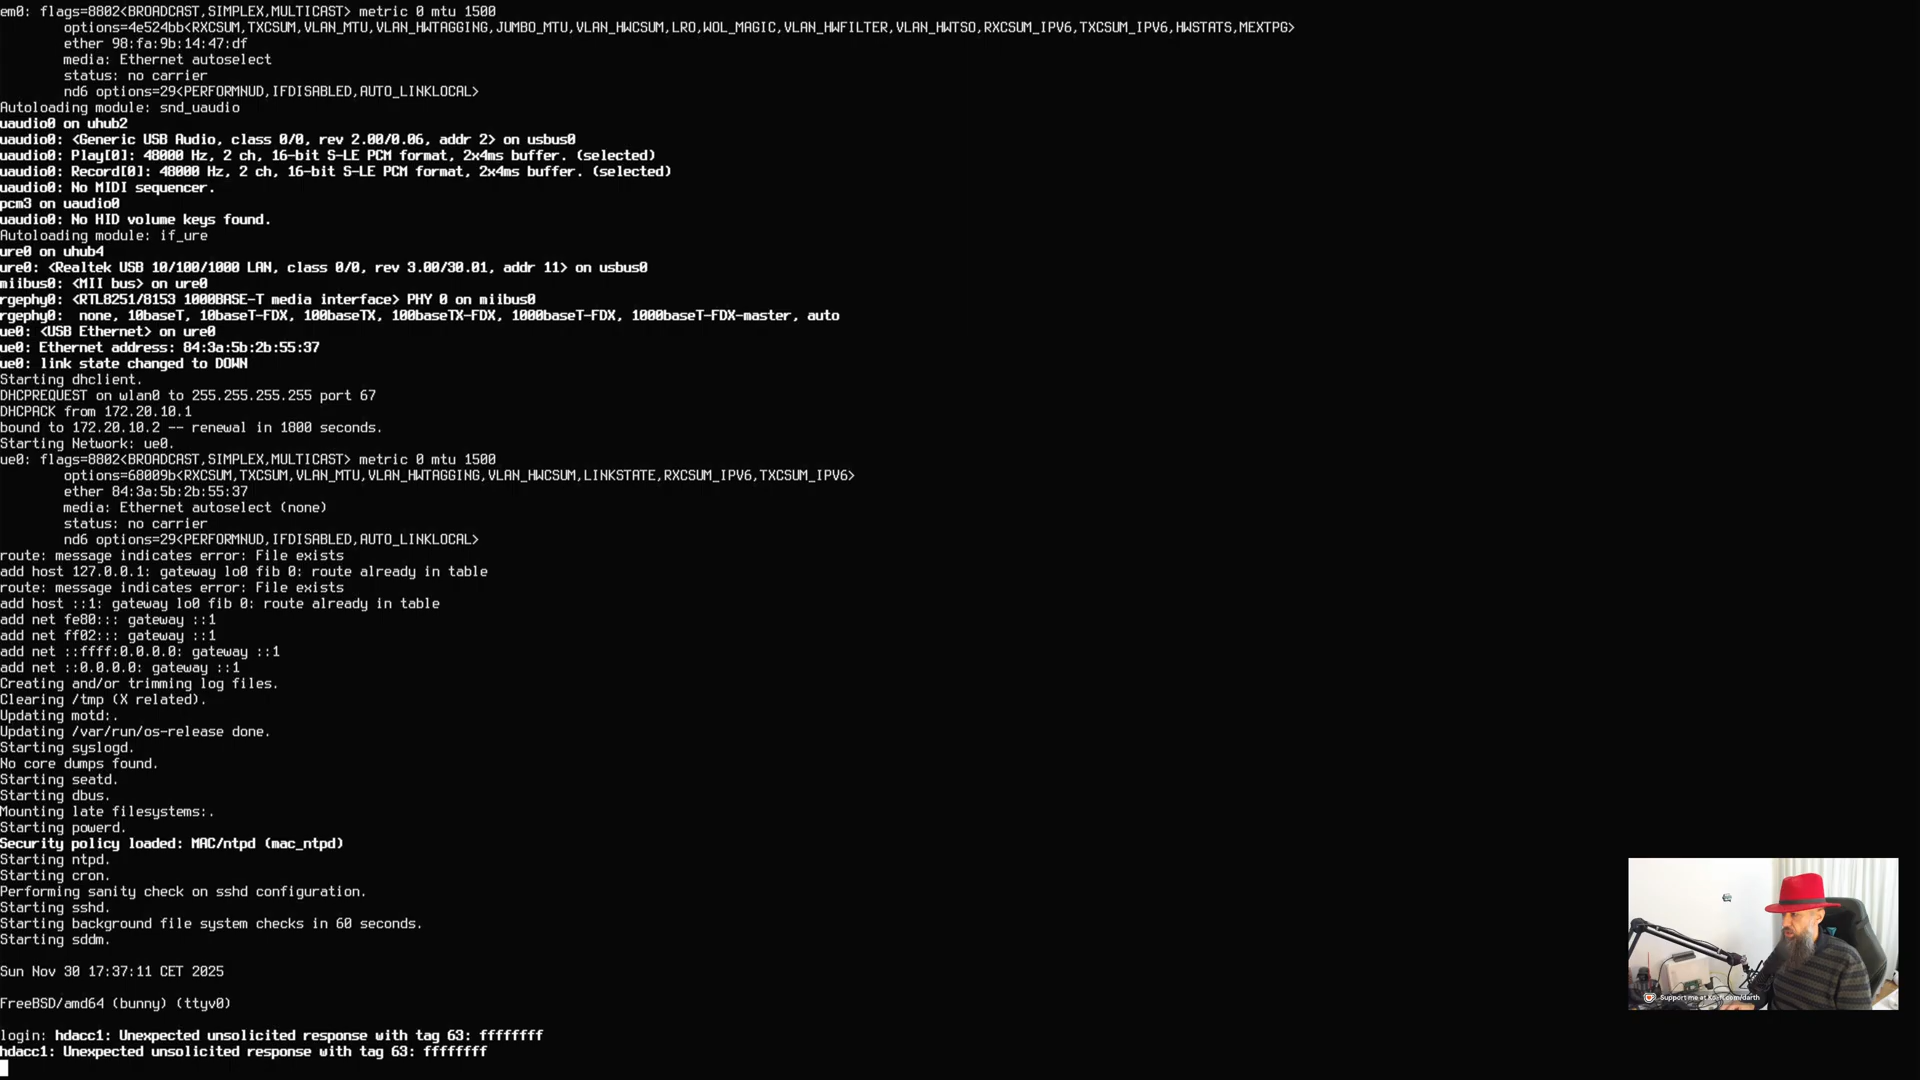 em0: flags=8802<BROADCAST,SIMPLEX,MULTICAST> metric 0 mtu 1500
options=4e524bb<RXCSUM,TXCSUM,VLAN_MTU,VLAN_HWTAGGING,JUMBO_MTU,VLAN_HWCSUM,LRO,WOL_MAGIC,VLAN_HWFILTER,VLAN_HWTSO,RXCSUM_IPV6,TXCSUM_IPV6,HWSTATS,MEXTPG>
ether 98:fa:9b:14:47:df
media: Ethernet autoselect
status: no carrier
nd6 options=29<PERFORMNUD,IFDISABLED,AUTO_LINKLOCAL>
Autoloading module: snd_uaudio
uaudio0 on uhub2
uaudio0: <Generic USB Audio, class 0/0, rev 2.00/0.06, addr 2> on usbus0
uaudio0: Play[0]: 48000 Hz, 2 ch, 16-bit S-LE PCM format, 2x4ms buffer. (selected)
uaudio0: Record[0]: 48000 Hz, 2 ch, 16-bit S-LE PCM format, 2x4ms buffer. (selected)
uaudio0: No MIDI sequencer.
pcm3 on uaudio0
uaudio0: No HID volume keys found.
Autoloading module: if_ure
ure0 on uhub4
ure0: <Realtek USB 10/100/1000 LAN, class 0/0, rev 3.00/30.01, addr 11> on usbus0
miibus0: <MII bus> on ure0
rgephy0: <RTL8251/8153 1000BASE-T media interface> PHY 0 on miibus0
rgephy0:  none, 10baseT, 10baseT-FDX, 100baseTX, 100baseTX-FDX, 1000baseT-FDX, 1000baseT-FDX-master, auto
ue0: <USB Ethernet> on ure0
ue0: Ethernet address: 84:3a:5b:2b:55:37
ue0: link state changed to DOWN
Starting dhclient.
DHCPREQUEST on wlan0 to 255.255.255.255 port 67
DHCPACK from 172.20.10.1
bound to 172.20.10.2 -- renewal in 1800 seconds.
Starting Network: ue0.
ue0: flags=8802<BROADCAST,SIMPLEX,MULTICAST> metric 0 mtu 1500
options=68009b<RXCSUM,TXCSUM,VLAN_MTU,VLAN_HWTAGGING,VLAN_HWCSUM,LINKSTATE,RXCSUM_IPV6,TXCSUM_IPV6>
ether 84:3a:5b:2b:55:37
media: Ethernet autoselect (none)
status: no carrier
nd6 options=29<PERFORMNUD,IFDISABLED,AUTO_LINKLOCAL>
route: message indicates error: File exists
add host 127.0.0.1: gateway lo0 fib 0: route already in table
route: message indicates error: File exists
add host ::1: gateway lo0 fib 0: route already in table
add net fe80::: gateway ::1
add net ff02::: gateway ::1
add net ::ffff:0.0.0.0: gateway ::1
add net ::0.0.0.0: gateway ::1
Creating and/or trimming log files.
Clearing /tmp (X related).
Updating motd:.
Updating /var/run/os-release done.
Starting syslogd.
No core dumps found.
Starting seatd.
Starting dbus.
Mounting late filesystems:.
Starting powerd.
Security policy loaded: MAC/ntpd (mac_ntpd)
Starting ntpd.
Starting cron.
Performing sanity check on sshd configuration.
Starting sshd.
Starting background file system checks in 60 seconds.
Starting sddm.
Sun Nov 30 17:37:11 CET 2025
FreeBSD/amd64 (bunny) (ttyv0)
login: hdacc1: Unexpected unsolicited response with tag 63: ffffffff
hdacc1: Unexpected unsolicited response with tag 63: ffffffff
Support me at Ko-fi.com/darth